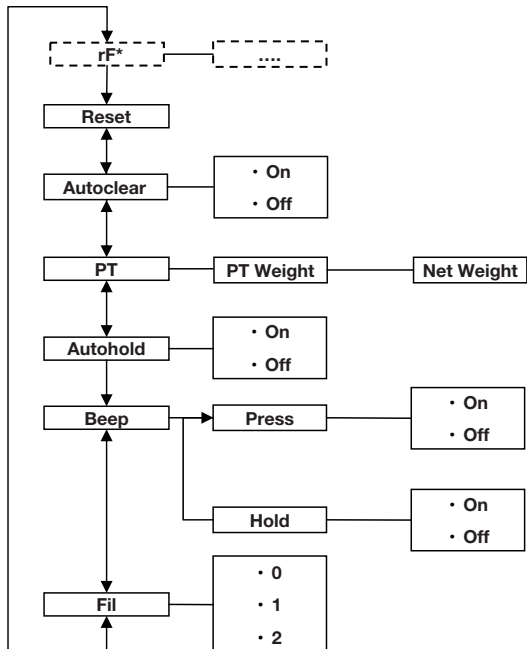 rF*
....
Reset
Autoclear
· On
· Off
PT
PT Weight
Net Weight
Autohold
· On
· Off
Beep
Press
· On
· Off
Hold
· On
· Off
Fil
· 0
· 1
· 2